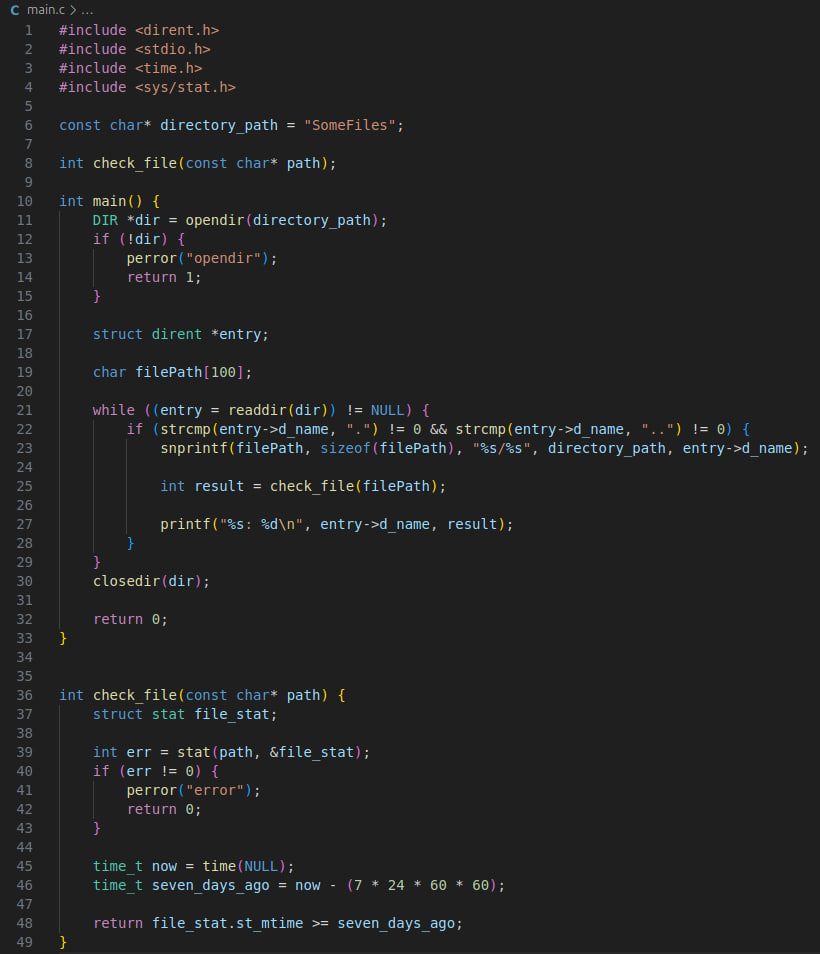 C main.c > ...
1 #include <dirent.h>
2 #include <stdio.h>
3 #include <time.h>
4 #include <sys/stat.h>
5
6 const char* directory_path = "SomeFiles";
7
8 int check_file(const char* path);
9
10 int main() {
11     DIR *dir = opendir(directory_path);
12     if (!dir) {
13         perror("opendir");
14         return 1;
15     }
16
17     struct dirent *entry;
18
19     char filePath[100];
20
21     while ((entry = readdir(dir)) != NULL) {
22         if (strcmp(entry->d_name, ".") != 0 && strcmp(entry->d_name, "..") != 0) {
23             snprintf(filePath, sizeof(filePath), "%s/%s", directory_path, entry->d_name);
24
25             int result = check_file(filePath);
26
27             printf("%s: %d\n", entry->d_name, result);
28         }
29     }
30     closedir(dir);
31
32     return 0;
33 }
34
35
36 int check_file(const char* path) {
37     struct stat file_stat;
38
39     int err = stat(path, &file_stat);
40     if (err != 0) {
41         perror("error");
42         return 0;
43     }
44
45     time_t now = time(NULL);
46     time_t seven_days_ago = now - (7 * 24 * 60 * 60);
47
48     return file_stat.st_mtime >= seven_days_ago;
49 }